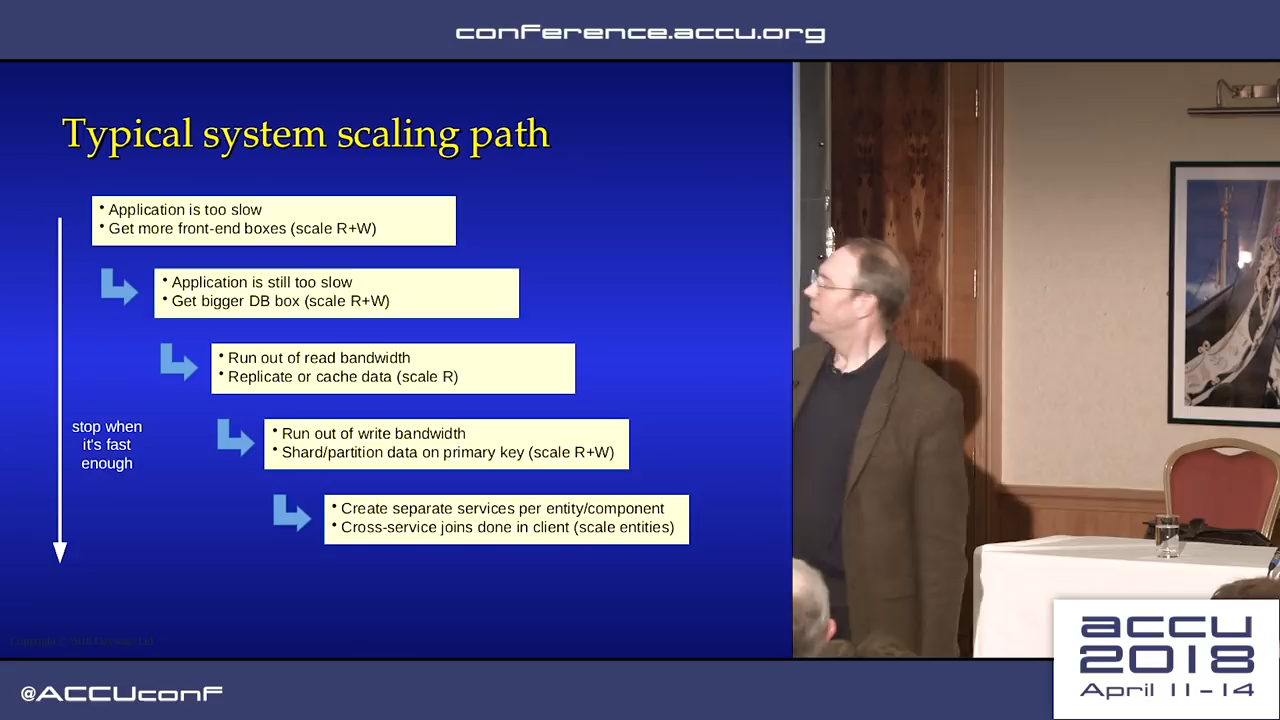 conference.accu.org
Typical system scaling path
• Application is too slow
• Get more front-end boxes (scale R+W)
• Application is still too slow
• Get bigger DB box (scale R+W)
• Run out of read bandwidth
• Replicate or cache data (scale R)
stop when
it's fast
enough
• Run out of write bandwidth
• Shard/partition data on primary key (scale R+W)
• Create separate services per entity/component
• Cross-service joins done in client (scale entities)
@ACCUconf
accu
2018
April 11-14